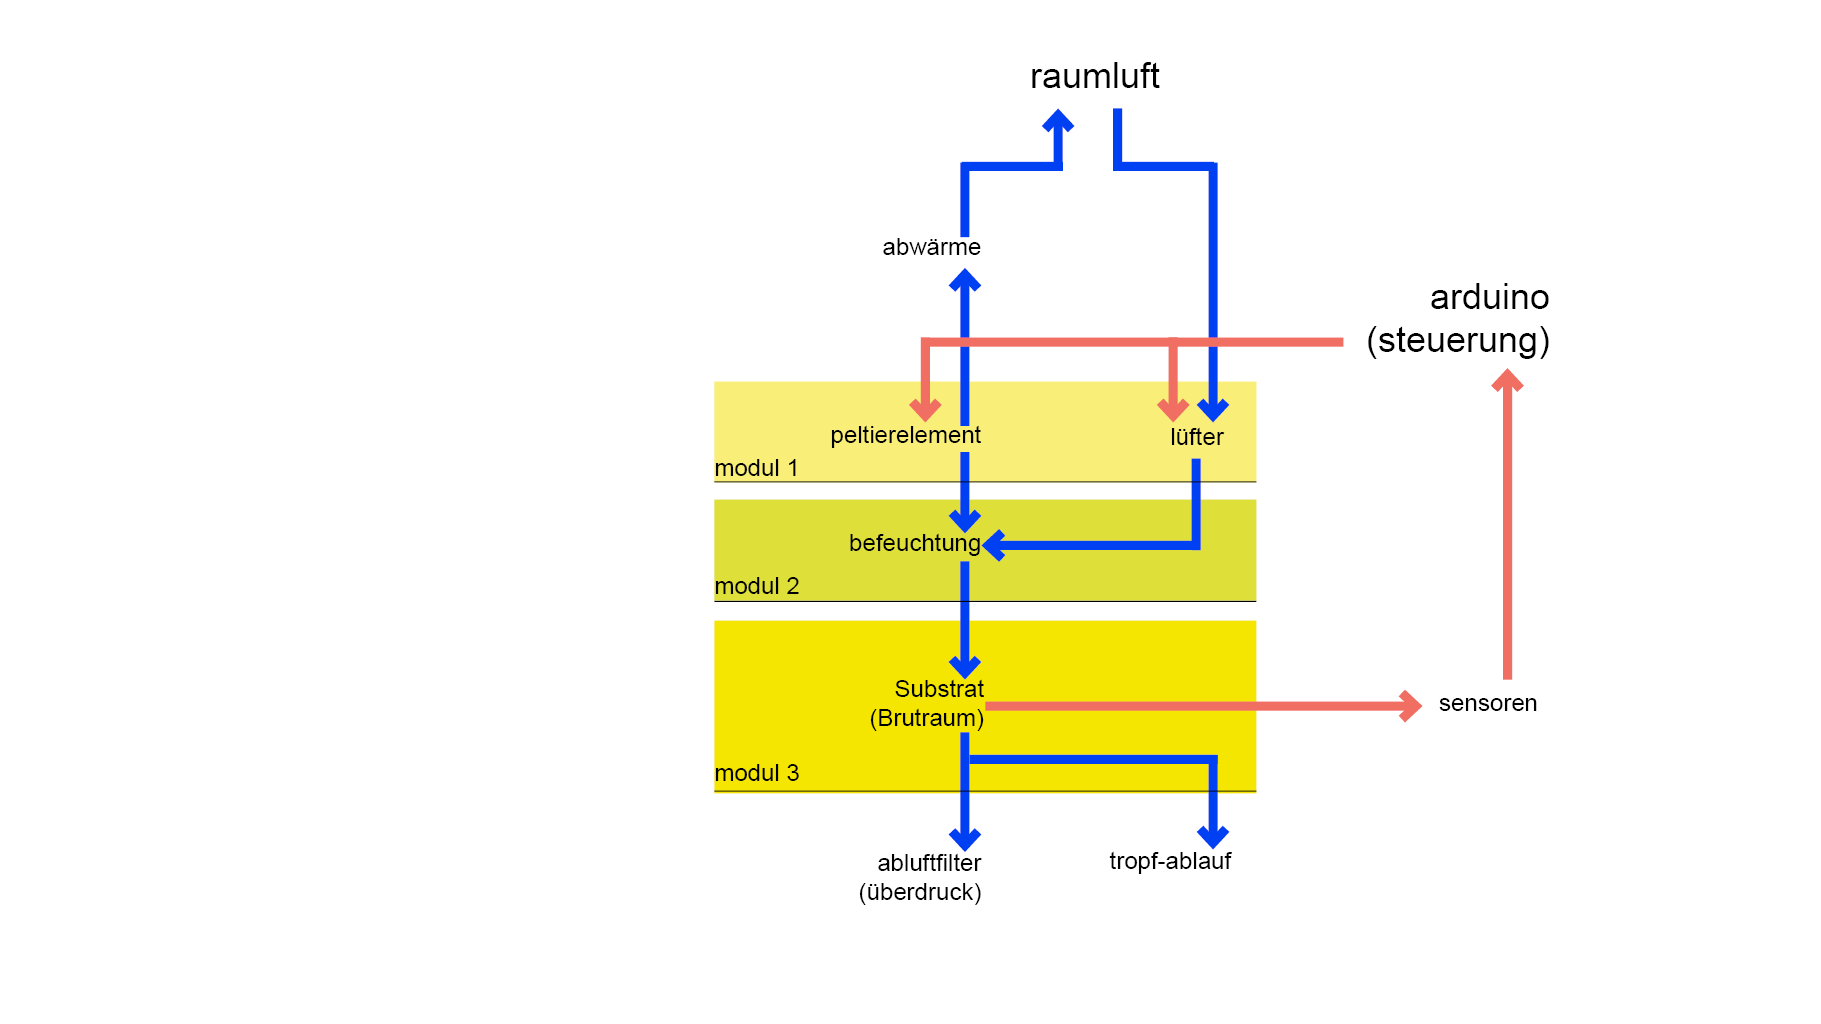 raumluft
abwärme
arduino
(steuerung)
peltierelement
lüfter
modul 1
befeuchtung
modul 2
Substrat
(Brutraum)
sensoren
modul 3
abluftfilter
(überdruck)
tropf-ablauf